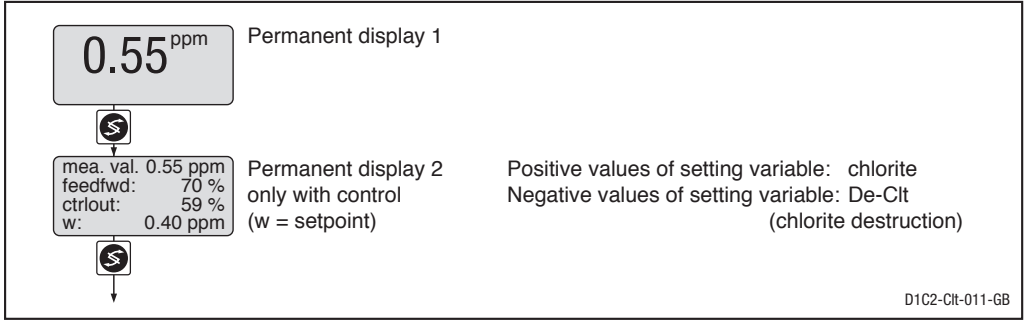 0.55 ppm
Permanent display 1
mea. val. 0.55 ppm
feedfwd: 70 %
ctrlout: 59 %
w: 0.40 ppm
Permanent display 2
only with control
(w = setpoint)
Positive values of setting variable: chlorite
Negative values of setting variable: De-Clt
(chlorite destruction)
D1C2-Clt-011-GB